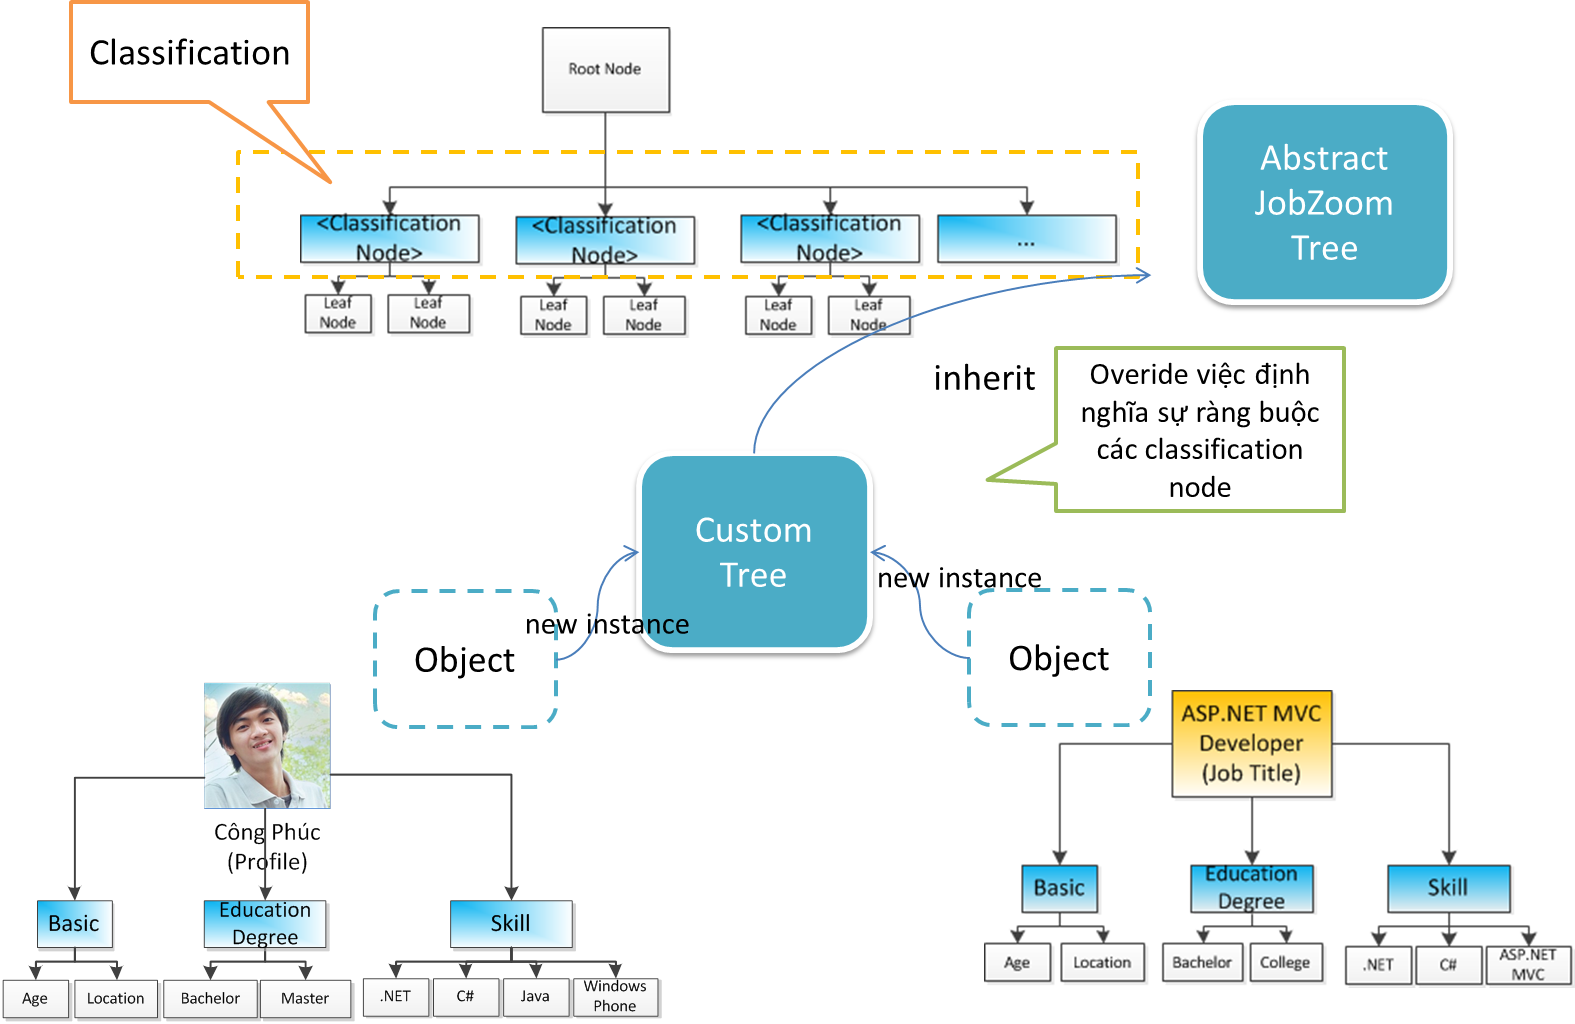 Classification
Root Node
Abstract
JobZoom
Tree
<Classification
Node>
<Classification
Node>
<Classification
Node>
...
Leaf
Node
Leaf
Node
Leaf
Node
Leaf
Node
Leaf
Node
Leaf
Node
inherit
Overide việc định
nghĩa sự ràng buộc
các classification
node
Custom
Tree
new instance
new instance
Object
Object
Công Phúc
(Profile)
Basic
Education
Degree
Skill
Age
Location
Bachelor
Master
.NET
C#
Java
Windows
Phone
ASP.NET MVC
Developer
(Job Title)
Basic
Education
Degree
Skill
Age
Location
Bachelor
College
.NET
C#
ASP.NET
MVC